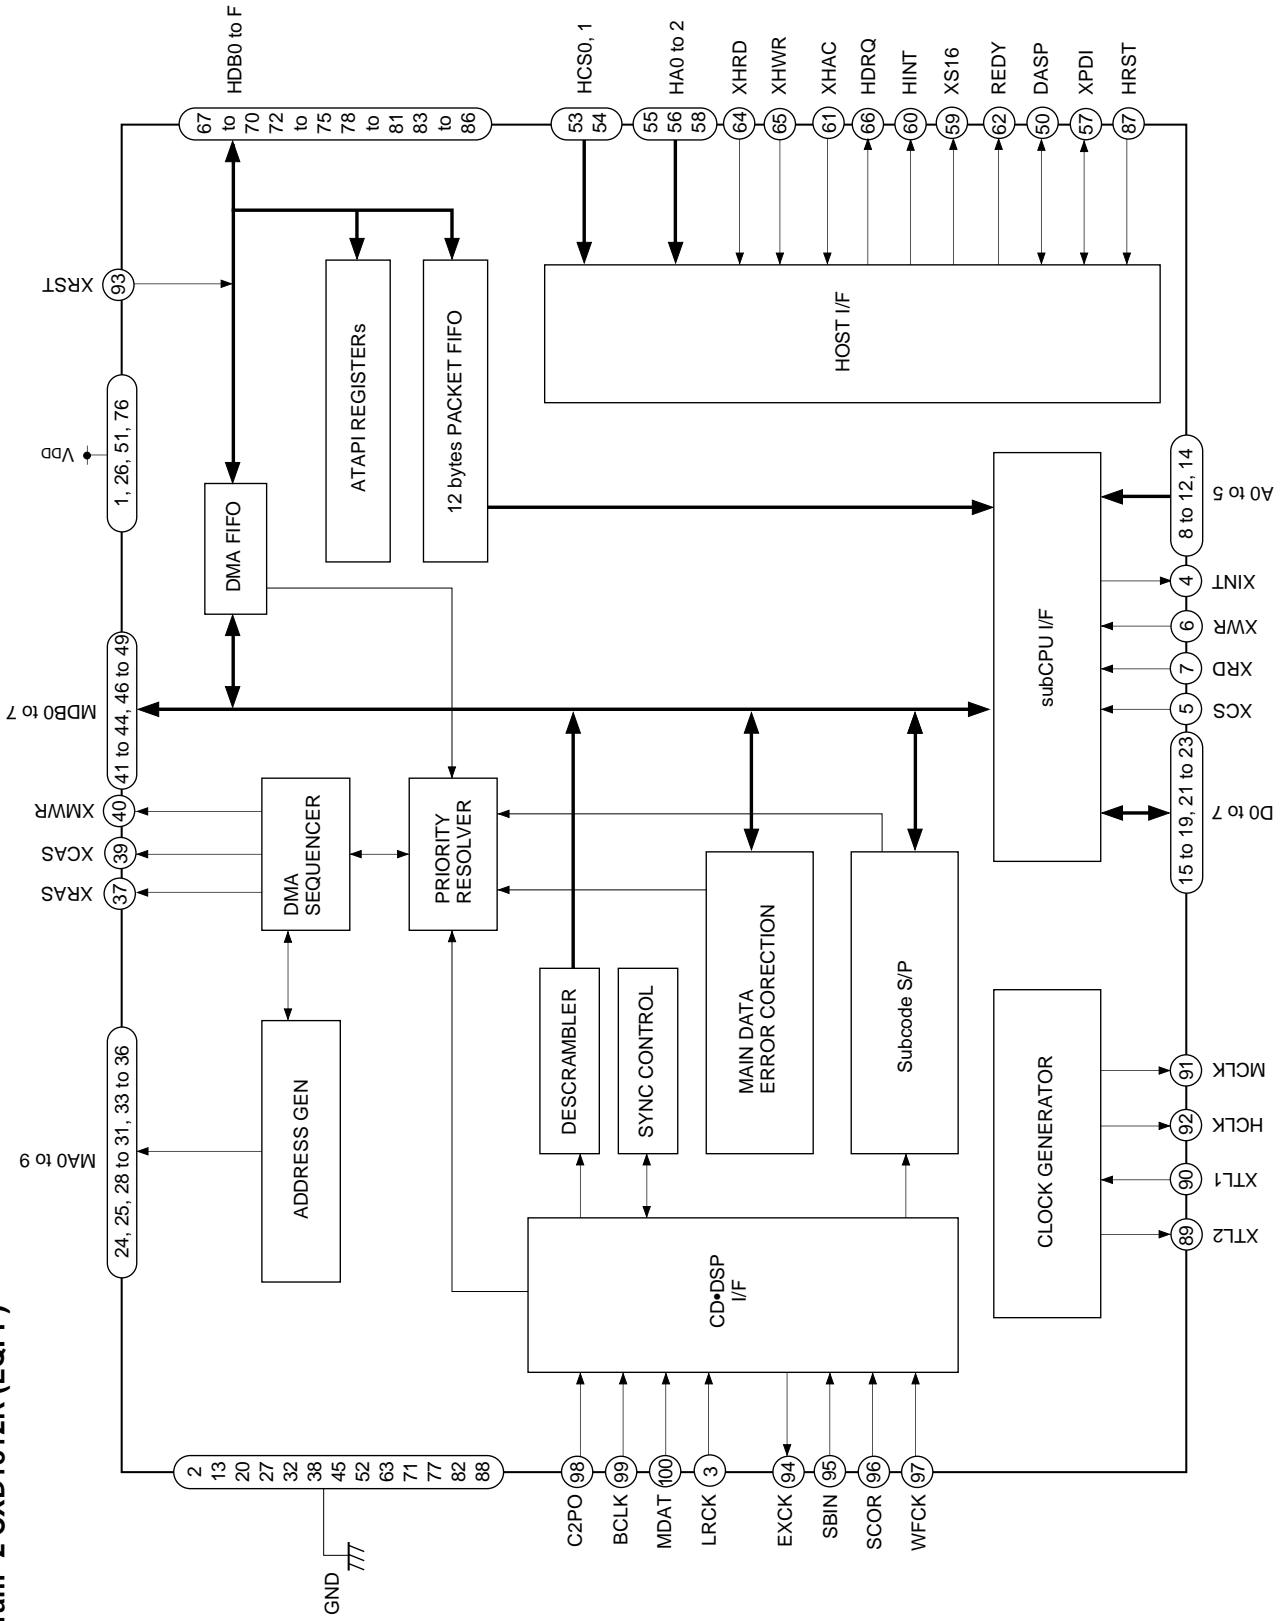 HDB0 to F
67
to
70
72
to
75
78
to
81
83
to
86
HCS0, 1
53
54
HA0 to 2
55
56
58
XHRD
64
XHWR
65
XHAC
61
HDRQ
66
HINT
60
XS16
59
REDY
62
DASP
50
XPDI
57
HRST
87
XRST
93
VDD
1, 26, 51, 76
MDB0 to 7
41 to 44, 46 to 49
XMWR
40
XCAS
39
XRAS
37
MA0 to 9
24, 25, 28 to 31, 33 to 36
ATAPI REGISTERs
12 bytes PACKET FIFO
HOST I/F
DMA FIFO
subCPU I/F
DMA
SEQUENCER
PRIORITY
RESOLVER
ADDRESS GEN
DESCRAMBLER
SYNC CONTROL
MAIN DATA
ERROR CORECTION
Subcode S/P
CD•DSP
I/F
CLOCK GENERATOR
8 to 12, 14
A0 to 5
4
XINT
6
XWR
7
XRD
5
XCS
15 to 19, 21 to 23
D0 to 7
91
MCLK
92
HCLK
90
XTL1
89
XTL2
2
13
20
27
32
38
45
52
63
71
77
82
88
GND
C2PO
98
BCLK
99
MDAT
100
LRCK
3
EXCK
94
SBIN
95
SCOR
96
WFCK
97